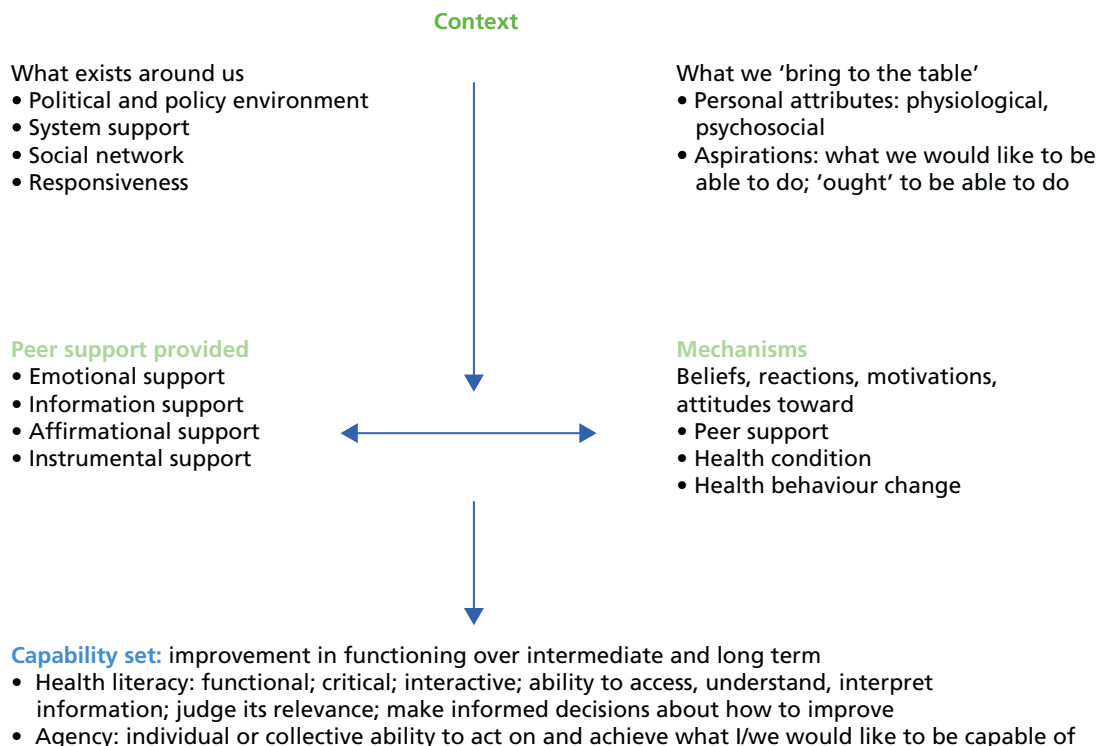 Context
What exists around us
• Political and policy environment
• System support
• Social network
• Responsiveness
What we ‘bring to the table’
• Personal attributes: physiological,
psychosocial
• Aspirations: what we would like to be
able to do; ‘ought’ to be able to do
Peer support provided
• Emotional support
• Information support
• Affirmational support
• Instrumental support
Mechanisms
Beliefs, reactions, motivations,
attitudes toward
• Peer support
• Health condition
• Health behaviour change
Capability set: improvement in functioning over intermediate and long term
• Health literacy: functional; critical; interactive; ability to access, understand, interpret
information; judge its relevance; make informed decisions about how to improve
• Agency: individual or collective ability to act on and achieve what I/we would like to be capable of